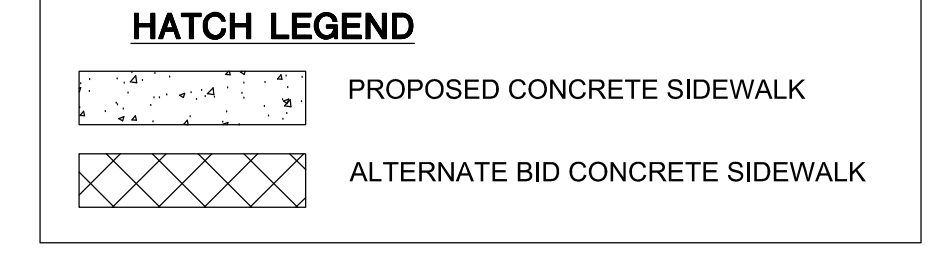 HATCH LEGEND
PROPOSED CONCRETE SIDEWALK
ALTERNATE BID CONCRETE SIDEWALK